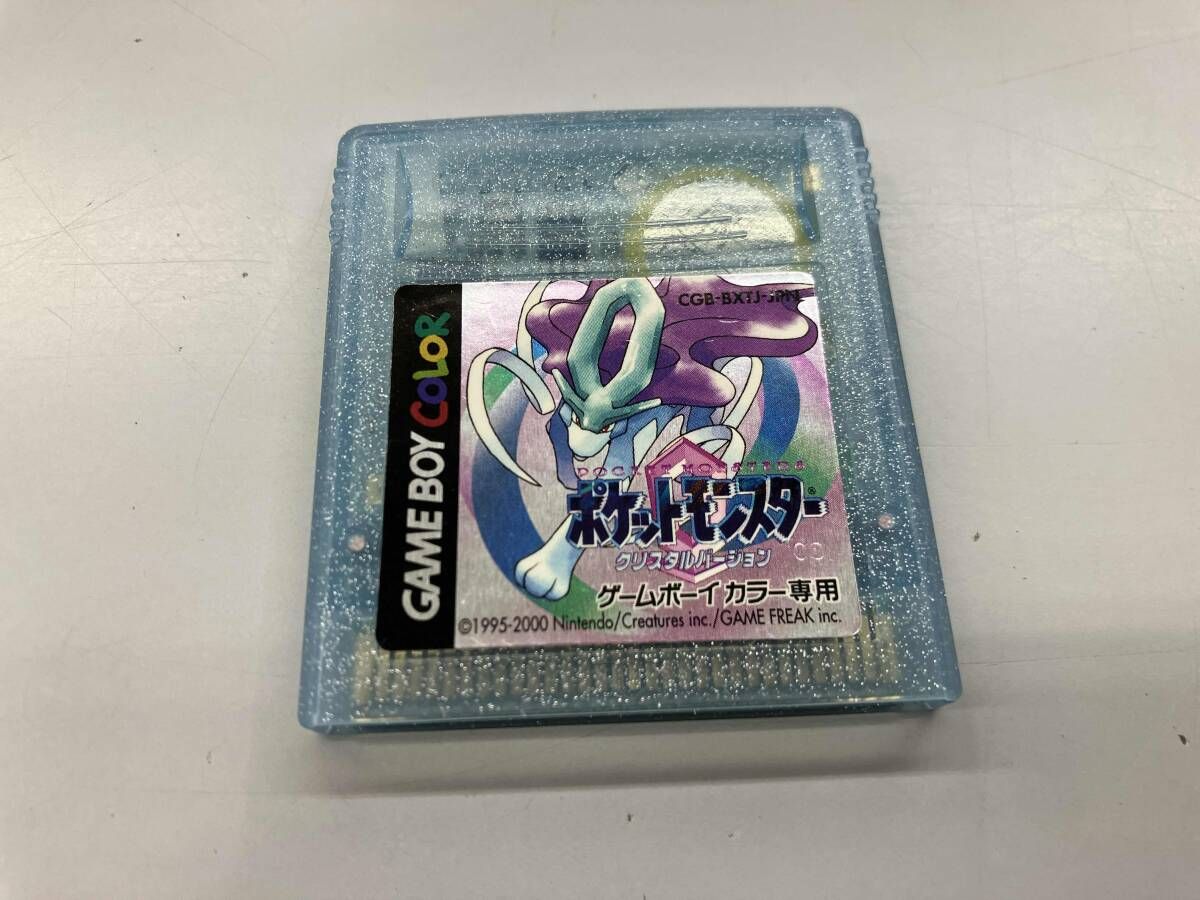 GAME BOY COLOR
CGB-BXTJ-JPN
POCKET MONSTERS
ポケットモンスター
クリスタルバージョン
ゲームボーイカラー専用
©1995-2000 Nintendo/Creatures inc./GAME FREAK inc.